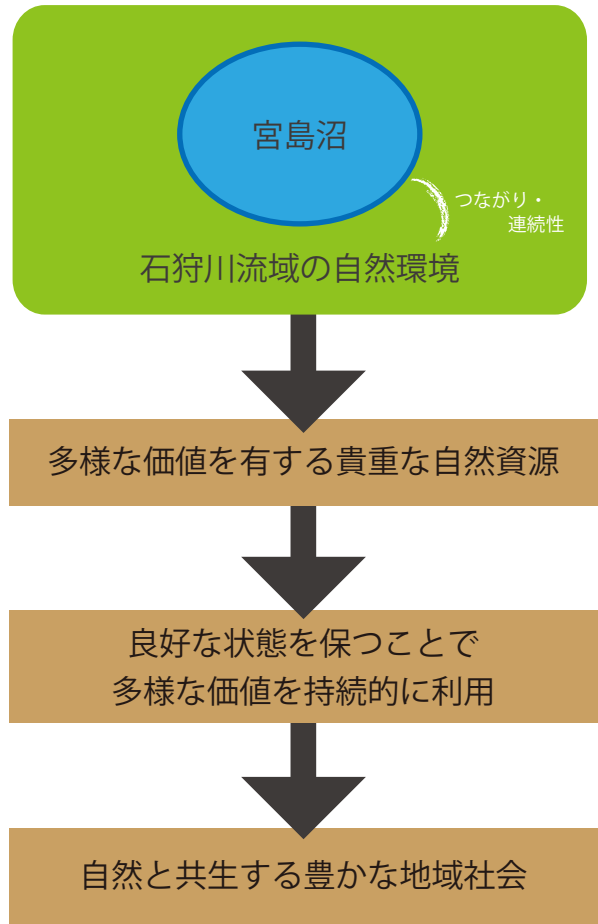 宮島沼
つながり・
連続性
石狩川流域の自然環境
多様な価値を有する貴重な自然資源
良好な状態を保つことで
多様な価値を持続的に利用
自然と共生する豊かな地域社会